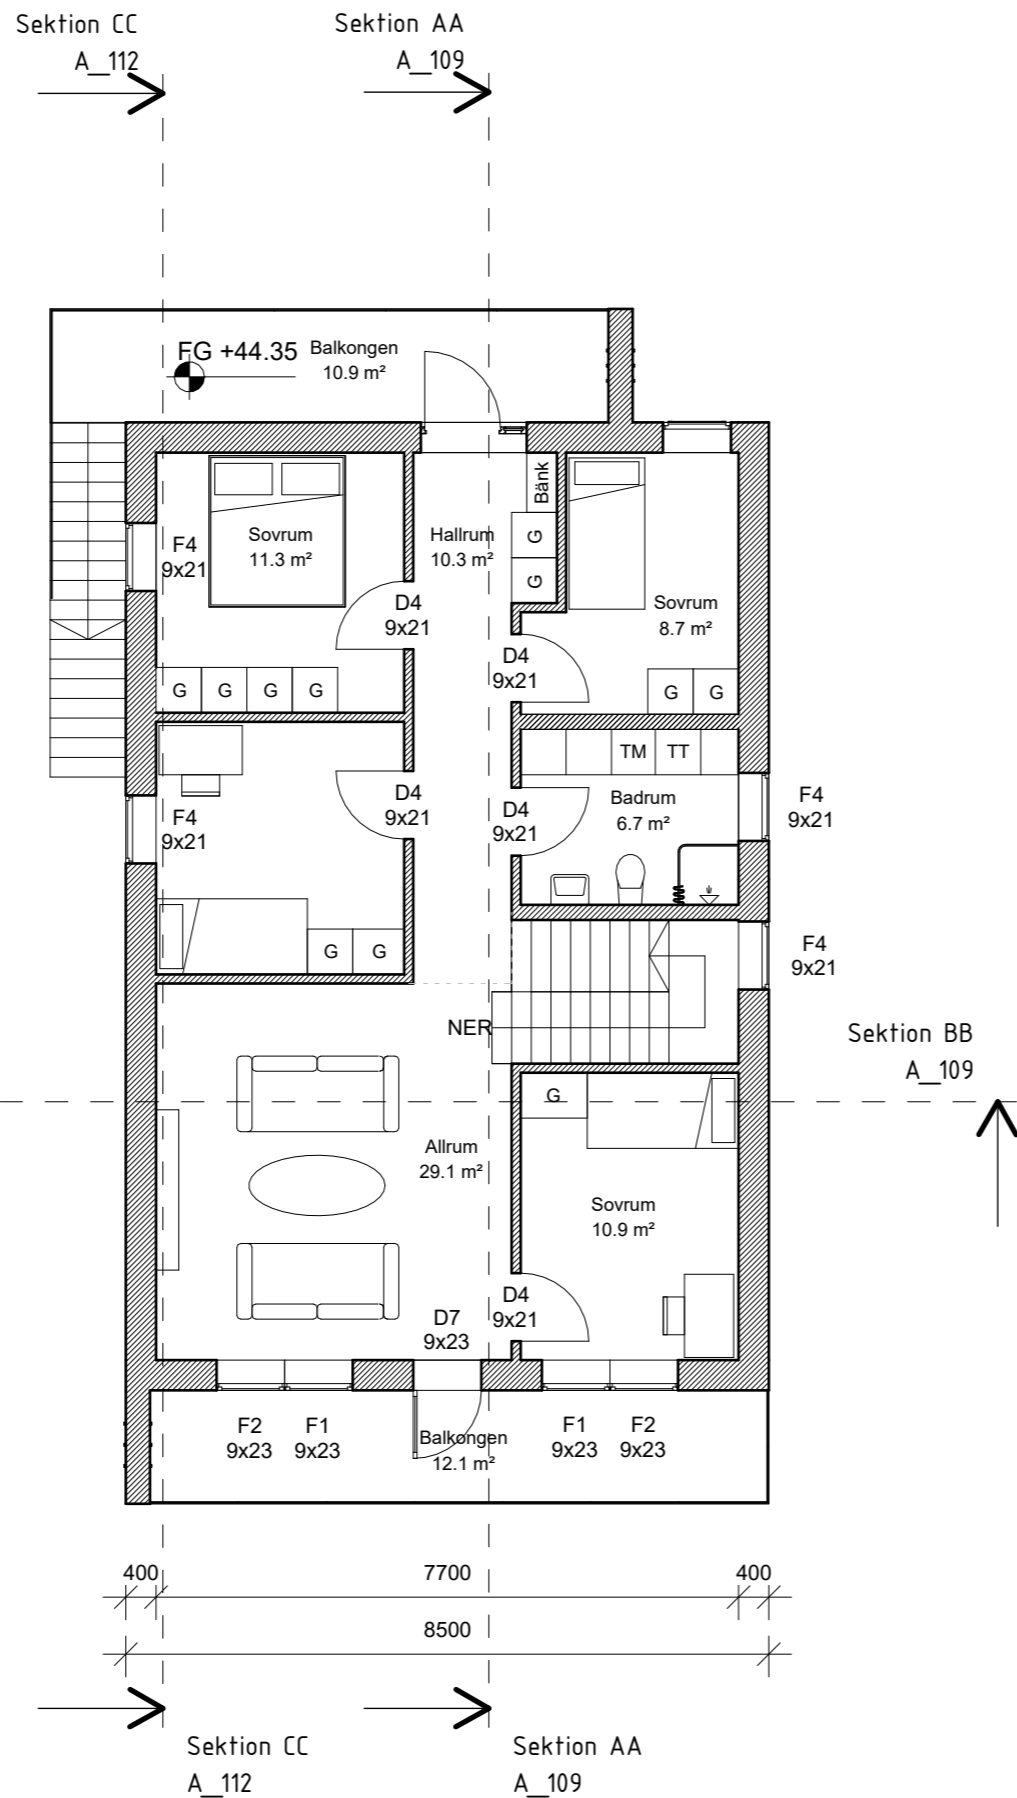 Sektion CC
A_112
Sektion AA
A_109
FG +44.35
Balkongen
10.9 m²
Bänk
G
G
F4
9x21
Sovrum
11.3 m²
Hallrum
10.3 m²
Sovrum
8.7 m²
D4
9x21
D4
9x21
G
G
G
G
G
G
TM
TT
F4
9x21
D4
9x21
D4
9x21
Badrum
6.7 m²
F4
9x21
G
G
F4
9x21
NER
Sektion BB
A_109
G
Allrum
29.1 m²
Sovrum
10.9 m²
D7
9x23
D4
9x21
F2
9x23
F1
9x23
Balkongen
12.1 m²
F1
9x23
F2
9x23
400
7700
400
8500
Sektion CC
A_112
Sektion AA
A_109